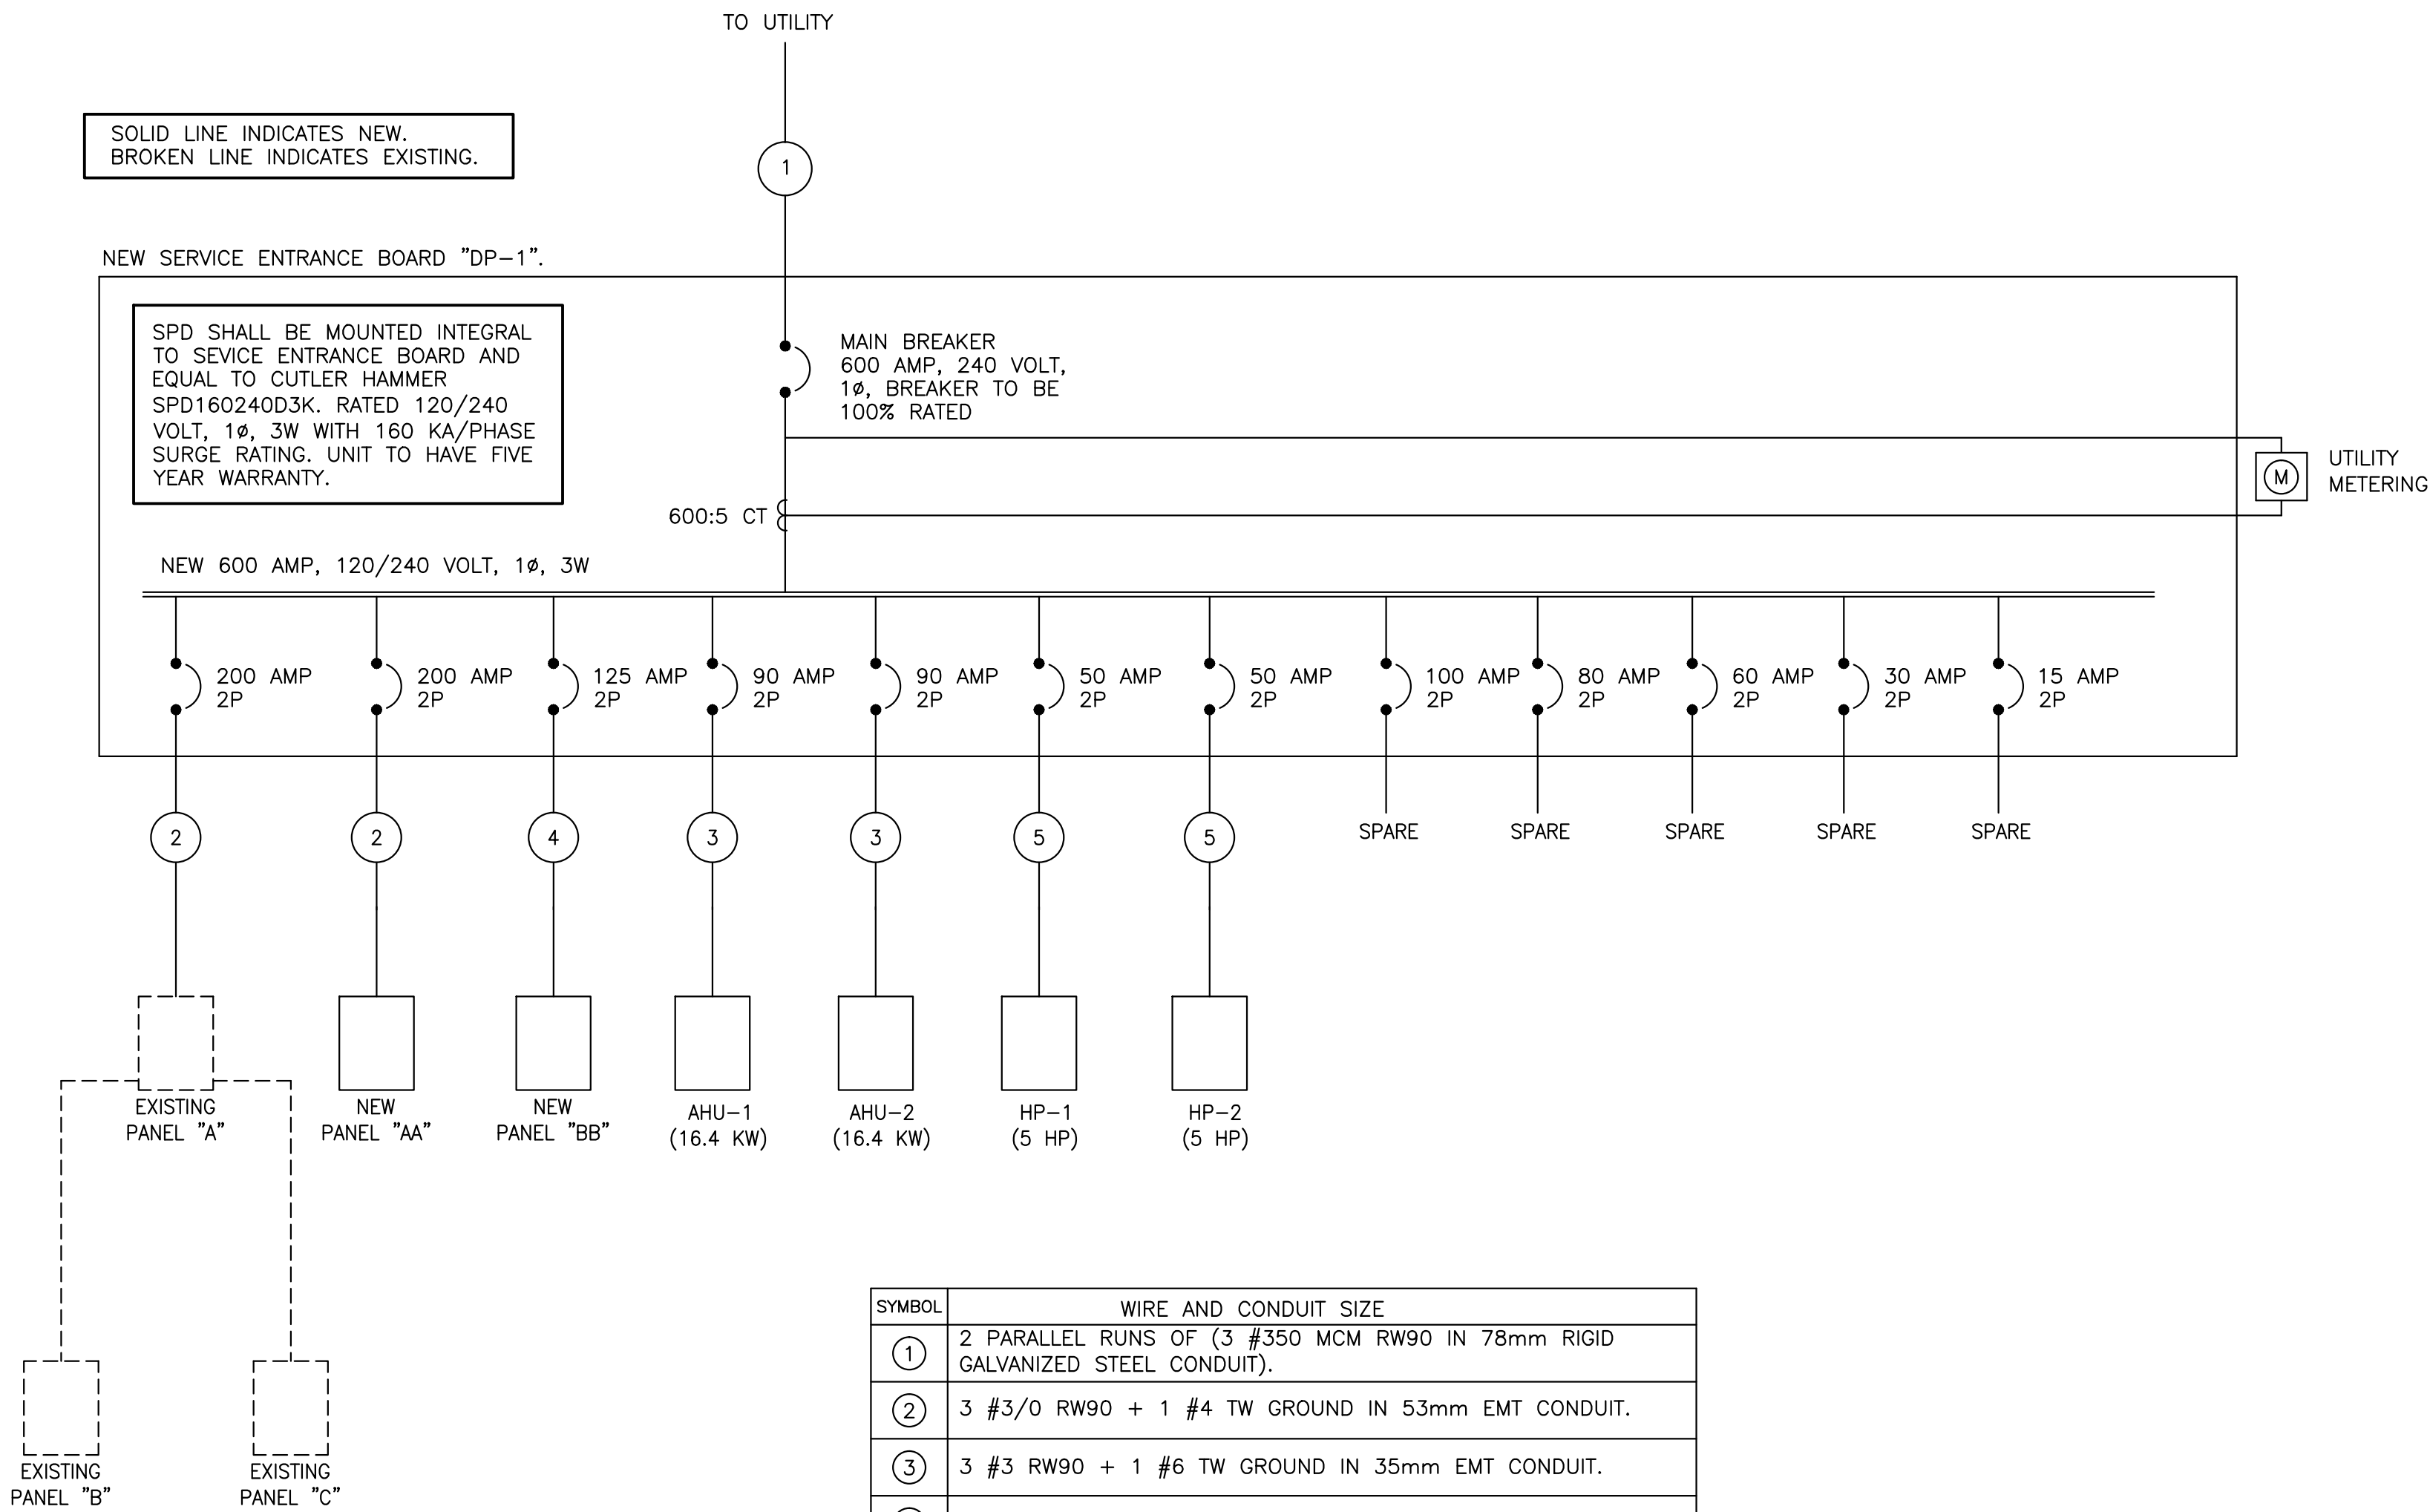 TO UTILITY
SOLID LINE INDICATES NEW.
BROKEN LINE INDICATES EXISTING.
1
NEW SERVICE ENTRANCE BOARD "DP-1".
SPD SHALL BE MOUNTED INTEGRAL
TO SEVICE ENTRANCE BOARD AND
EQUAL TO CUTLER HAMMER
SPD160240D3K. RATED 120/240
VOLT, 1ø, 3W WITH 160 KA/PHASE
SURGE RATING. UNIT TO HAVE FIVE
YEAR WARRANTY.
MAIN BREAKER
600 AMP, 240 VOLT,
1ø, BREAKER TO BE
100% RATED
M
UTILITY
METERING
600:5 CT
NEW 600 AMP, 120/240 VOLT, 1ø, 3W
200 AMP
2P
200 AMP
2P
125 AMP
2P
90 AMP
2P
90 AMP
2P
50 AMP
2P
50 AMP
2P
100 AMP
2P
80 AMP
2P
60 AMP
2P
30 AMP
2P
15 AMP
2P
2
2
4
3
3
5
5
SPARE
SPARE
SPARE
SPARE
SPARE
EXISTING
PANEL "A"
NEW
PANEL "AA"
NEW
PANEL "BB"
AHU-1
(16.4 KW)
AHU-2
(16.4 KW)
HP-1
(5 HP)
HP-2
(5 HP)
EXISTING
PANEL "B"
EXISTING
PANEL "C"
SYMBOL WIRE AND CONDUIT SIZE
1 2 PARALLEL RUNS OF (3 #350 MCM RW90 IN 78mm RIGID
GALVANIZED STEEL CONDUIT).
2 3 #3/0 RW90 + 1 #4 TW GROUND IN 53mm EMT CONDUIT.
3 3 #3 RW90 + 1 #6 TW GROUND IN 35mm EMT CONDUIT.